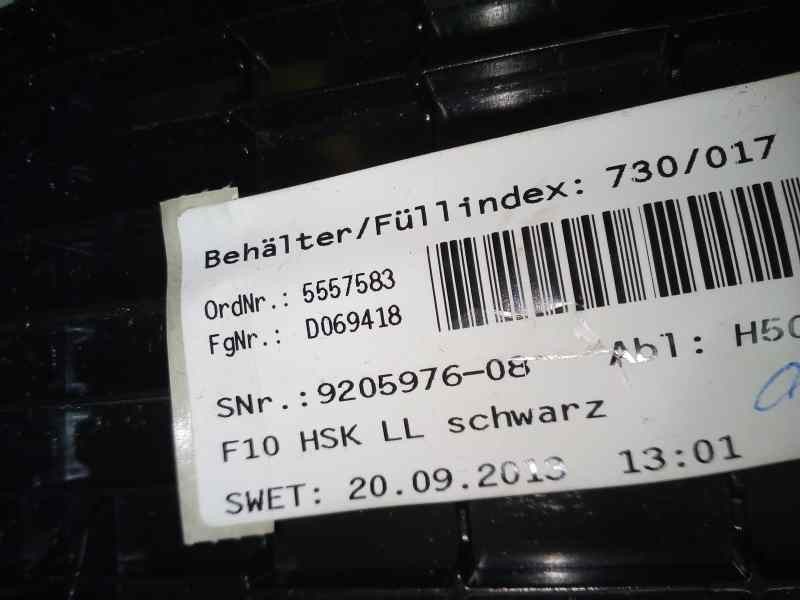 Behälter/Füllindex: 730/017
OrdNr.: 5557583
FgNr.: D069418
SNr.: 9205976-08 Abl: H50
F10 HSK LL schwarz
SWET: 20.09.2013 13:01